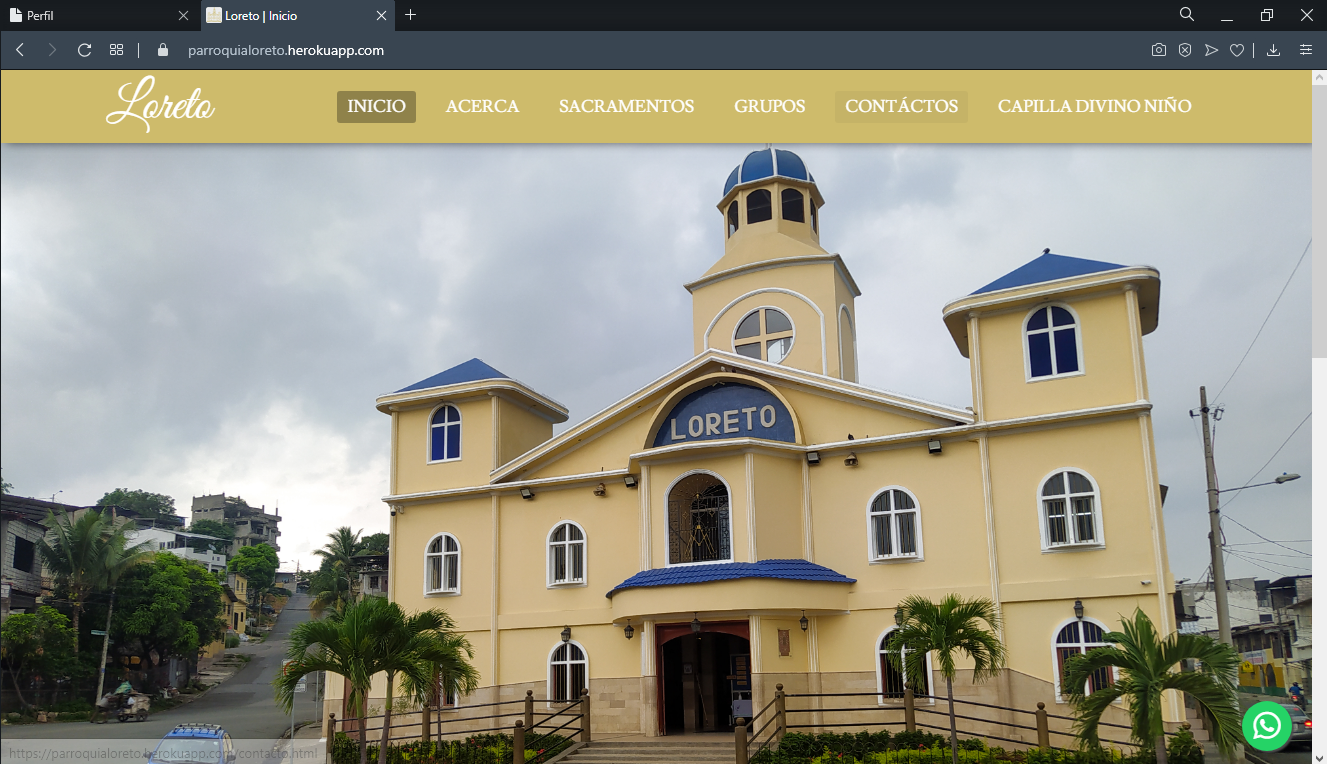 Perfil
Loreto | Inicio
parroquialoreto.herokuapp.com
Loreto
INICIO
ACERCA
SACRAMENTOS
GRUPOS
CONTÁCTOS
CAPILLA DIVINO NIÑO
LORETO
https://parroquialoreto.herokuapp.com/contacto.html